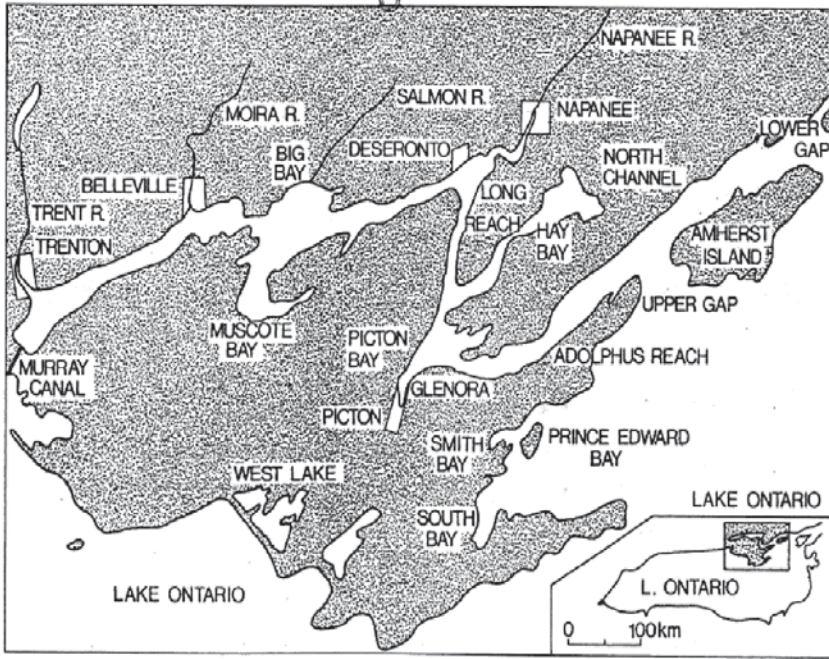 NAPANEE R.
SALMON R.
MOIRA R.
NAPANEE
LOWER
GAP
BIG
BAY
DESERONTO
NORTH
CHANNEL
BELLEVILLE
LONG
REACH
TRENT R.
HAY
BAY
AMHERST
ISLAND
TRENTON
UPPER GAP
MUSCOTE
BAY
PICTON
BAY
ADOLPHUS REACH
MURRAY
CANAL
GLENORA
PICTON
SMITH
BAY
PRINCE EDWARD
BAY
WEST LAKE
LAKE ONTARIO
SOUTH
BAY
LAKE ONTARIO
L. ONTARIO
0 100km